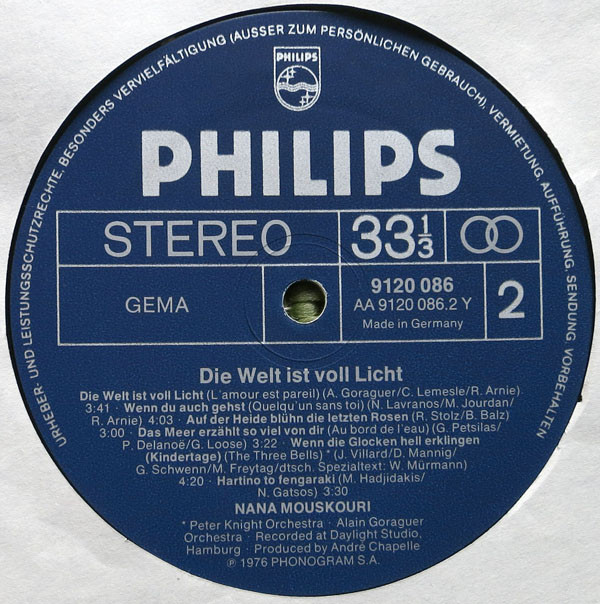 URHEBER- UND LEISTUNGSSCHUTZRECHTE, BESONDERS VERVIELFÄLTIGUNG (AUSSER ZUM PERSÖNLICHEN GEBRAUCH), VERMIETUNG, AUFFÜHRUNG, SENDUNG VORBEHALTEN
PHILIPS
PHILIPS
STEREO
33 1/3
GEMA
9120 086
AA 9120 086.2 Y
Made in Germany
2
Die Welt ist voll Licht
Die Welt ist voll Licht (L'amour est pareil) (A. Goraguer/C. Lemesle/R. Arnie)
3:41 · Wenn du auch gehst (Quelqu'un sans toi) (N. Lavranos/M. Jourdan/
R. Arnie) 4:03 · Auf der Heide blühn die letzten Rosen (R. Stolz/B. Balz)
3:00 · Das Meer erzählt so viel von dir (Au bord de l'eau) (G. Petsilas/
P. Delanoë/G. Loose) 3:22 · Wenn die Glocken hell erklingen
(Kindertage) (The Three Bells) * (J. Villard/D. Mannig/
G. Schwenn/M. Freytag/dtsch. Spezialtext: W. Mürmann)
4:20 · Hartino to fengaraki (M. Hadjidakis/
N. Gatsos) 3:30
NANA MOUSKOURI
* Peter Knight Orchestra · Alain Goraguer
Orchestra · Recorded at Daylight Studio,
Hamburg · Produced by André Chapelle
℗ 1976 PHONOGRAM S.A.